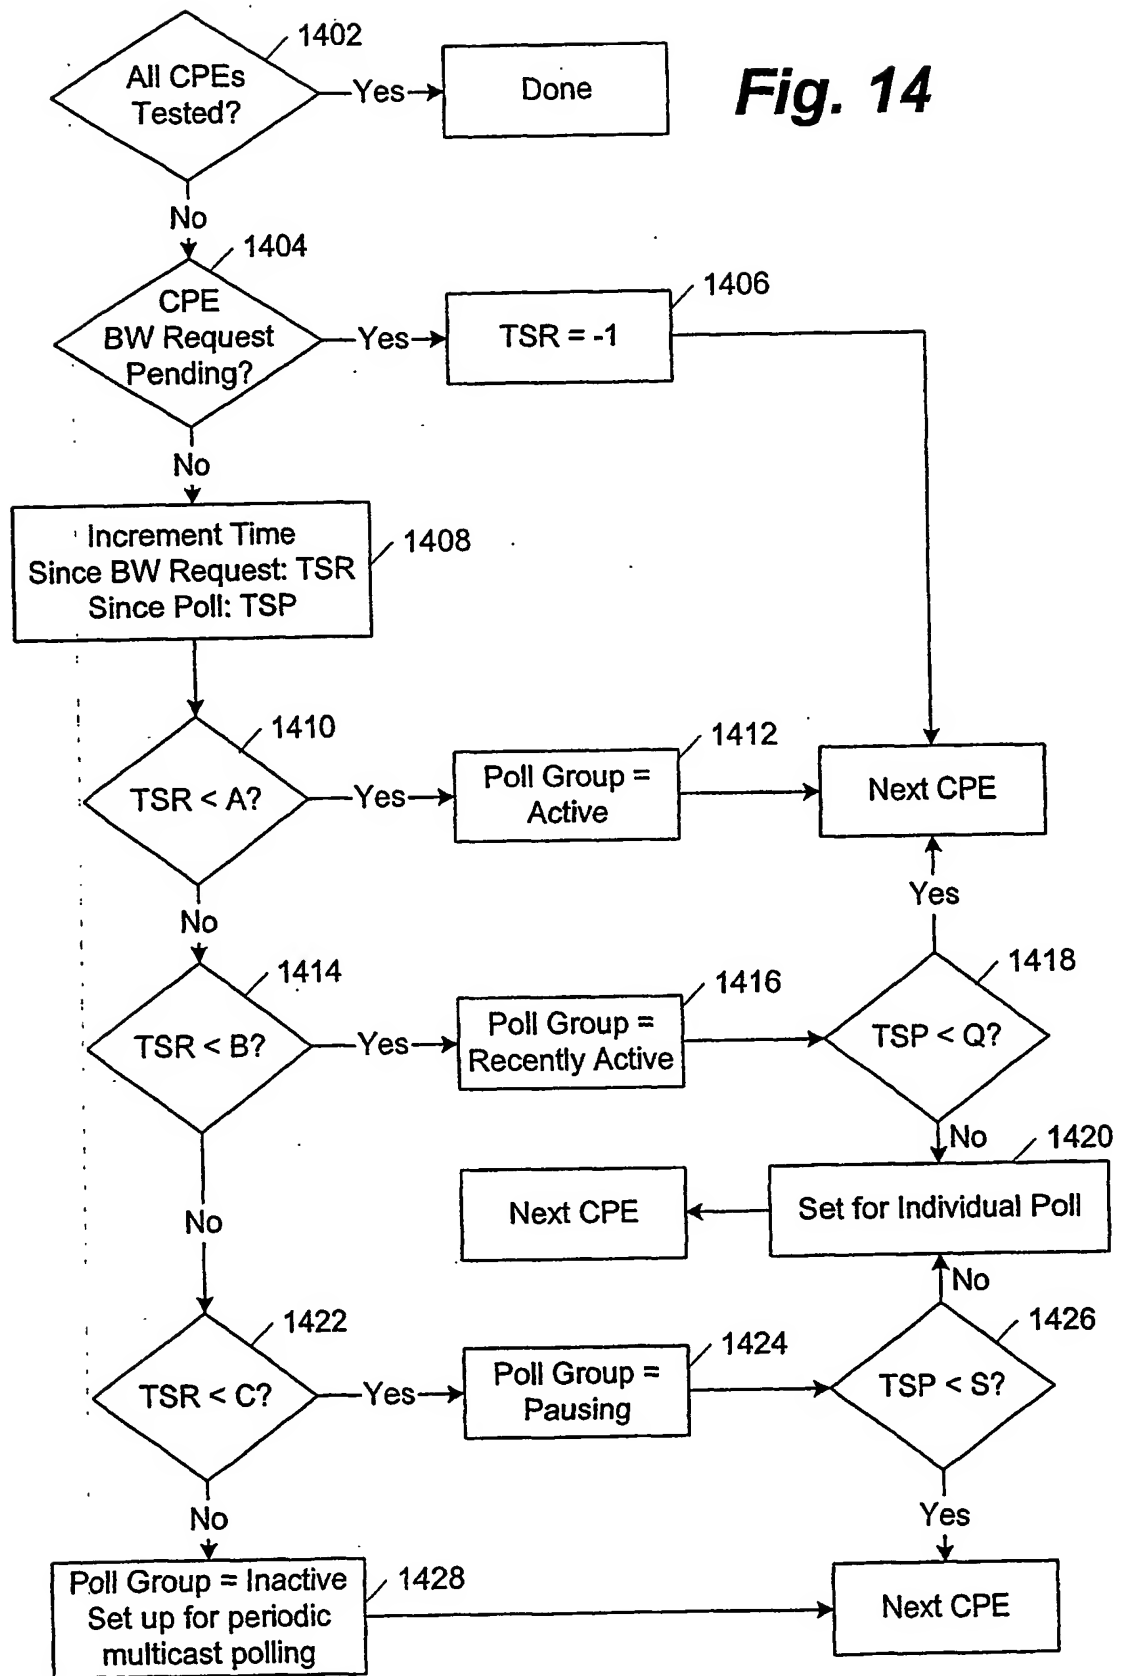 1402
All CPEs
Tested?
Yes
Done
Fig. 14
No
1404
CPE
BW Request
Pending?
Yes
1406
TSR = -1
No
Increment Time
Since BW Request: TSR
Since Poll: TSP
1408
1410
TSR < A?
Yes
1412
Poll Group =
Active
Next CPE
No
Yes
1414
TSR < B?
Yes
1416
Poll Group =
Recently Active
1418
TSP < Q?
No
1420
Set for Individual Poll
Next CPE
No
No
1422
TSR < C?
Yes
1424
Poll Group =
Pausing
1426
TSP < S?
No
Yes
Poll Group = Inactive
Set up for periodic
multicast polling
1428
Next CPE